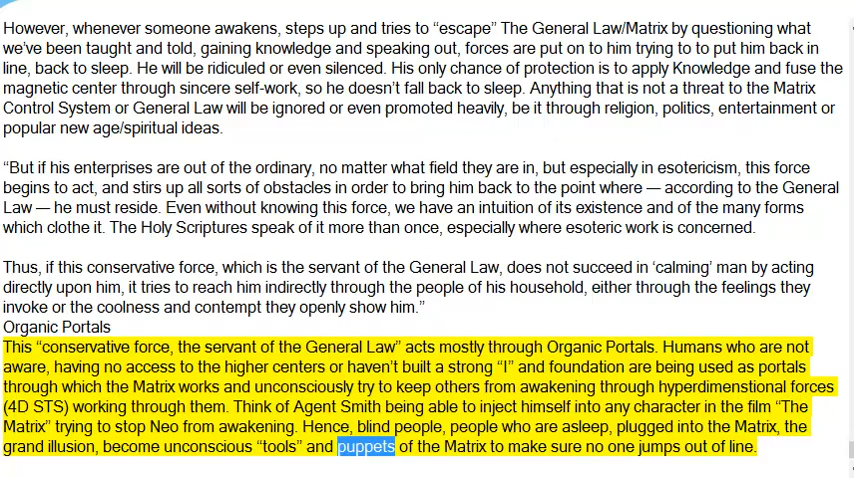 However, whenever someone awakens, steps up and tries to “escape” The General Law/Matrix by questioning what
we’ve been taught and told, gaining knowledge and speaking out, forces are put on to him trying to to put him back in
line, back to sleep. He will be ridiculed or even silenced. His only chance of protection is to apply Knowledge and fuse the
magnetic center through sincere self-work, so he doesn’t fall back to sleep. Anything that is not a threat to the Matrix
Control System or General Law will be ignored or even promoted heavily, be it through religion, politics, entertainment or
popular new age/spiritual ideas.
“But if his enterprises are out of the ordinary, no matter what field they are in, but especially in esotericism, this force
begins to act, and stirs up all sorts of obstacles in order to bring him back to the point where — according to the General
Law — he must reside. Even without knowing this force, we have an intuition of its existence and of the many forms
which clothe it. The Holy Scriptures speak of it more than once, especially where esoteric work is concerned.
Thus, if this conservative force, which is the servant of the General Law, does not succeed in ‘calming’ man by acting
directly upon him, it tries to reach him indirectly through the people of his household, either through the feelings they
invoke or the coolness and contempt they openly show him.”
Organic Portals
This “conservative force, the servant of the General Law” acts mostly through Organic Portals. Humans who are not
aware, having no access to the higher centers or haven’t built a strong “I” and foundation are being used as portals
through which the Matrix works and unconsciously try to keep others from awakening through hyperdimenstional forces
(4D STS) working through them. Think of Agent Smith being able to inject himself into any character in the film “The
Matrix” trying to stop Neo from awakening. Hence, blind people, people who are asleep, plugged into the Matrix, the
grand illusion, become unconscious “tools” and puppets of the Matrix to make sure no one jumps out of line.